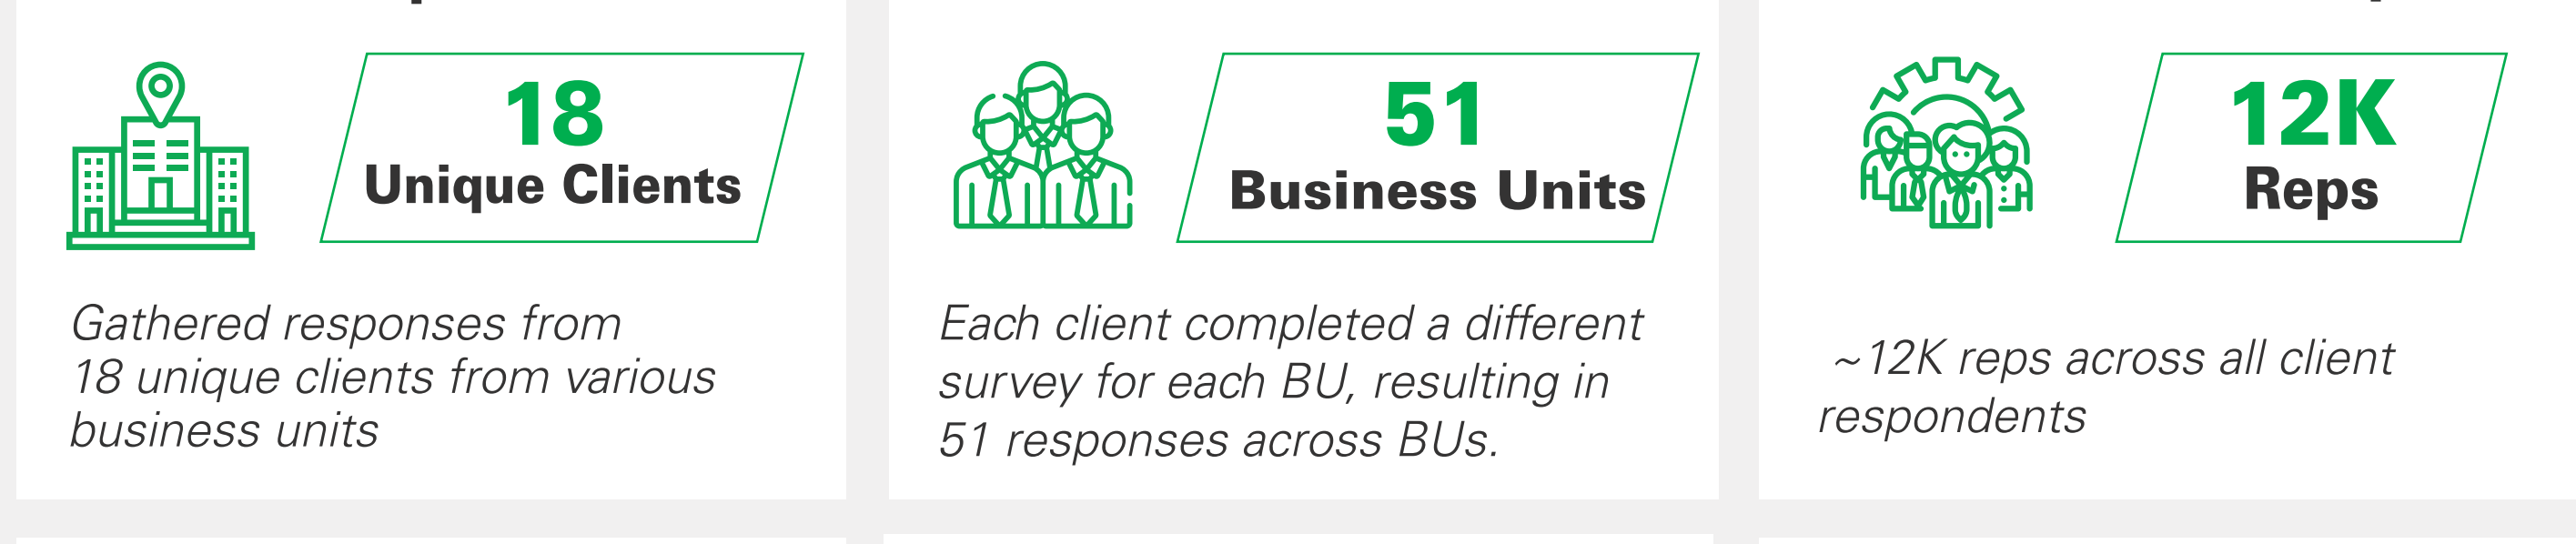 18
Unique Clients
Gathered responses from
18 unique clients from various
business units
51
Business Units
Each client completed a different
survey for each BU, resulting in
51 responses across BUs.
12K
Reps
~12K reps across all client
respondents